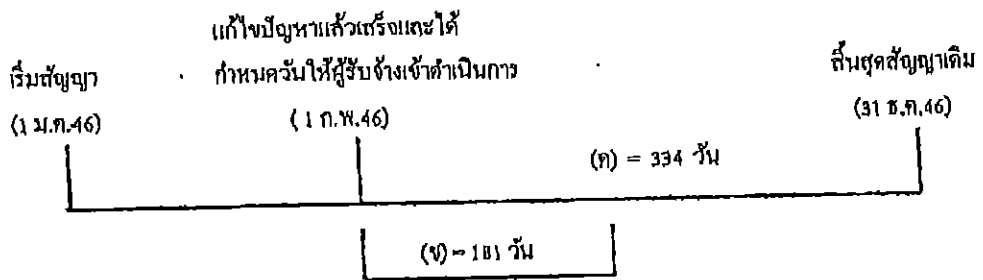 แก้ไขปัญหาแล้วเสร็จและได้
เริ่มสัญญา กำหนดวันให้ผู้รับจ้างเข้าดำเนินการ สิ้นสุดสัญญาเดิม
(1 ม.ค.46) (1 ก.พ.46) (31 ธ.ค.46)
(ค) = 334 วัน
(ข) = 181 วัน